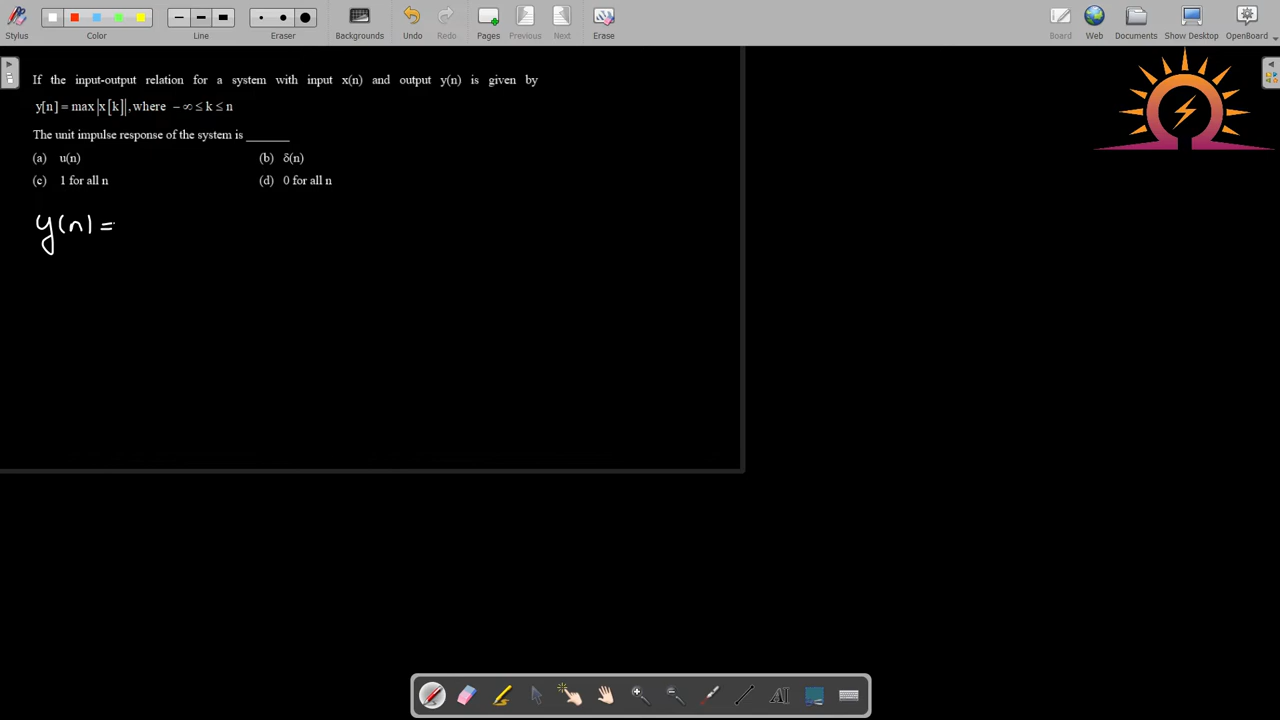 Stylus Color Line Eraser Backgrounds Undo Redo Pages Previous Next Erase Board Web Documents Show Desktop OpenBoard
If the input-output relation for a system with input x(n) and output y(n) is given by
y[n] = max |x[k]|, where − ∞ ≤ k ≤ n
The unit impulse response of the system is _______
(a) u(n) (b) δ(n)
(c) 1 for all n (d) 0 for all n
y(n) =